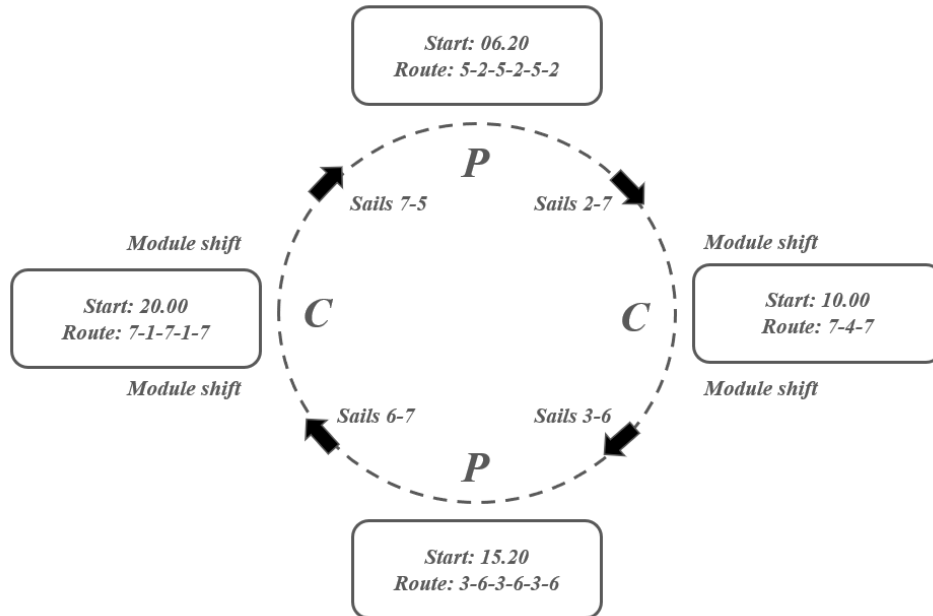 Start: 06.20
Route: 5-2-5-2-5-2
P
Sails 7-5
Sails 2-7
Module shift
Module shift
Start: 20.00
Route: 7-1-7-1-7
C
C
Start: 10.00
Route: 7-4-7
Module shift
Module shift
Sails 6-7
Sails 3-6
P
Start: 15.20
Route: 3-6-3-6-3-6